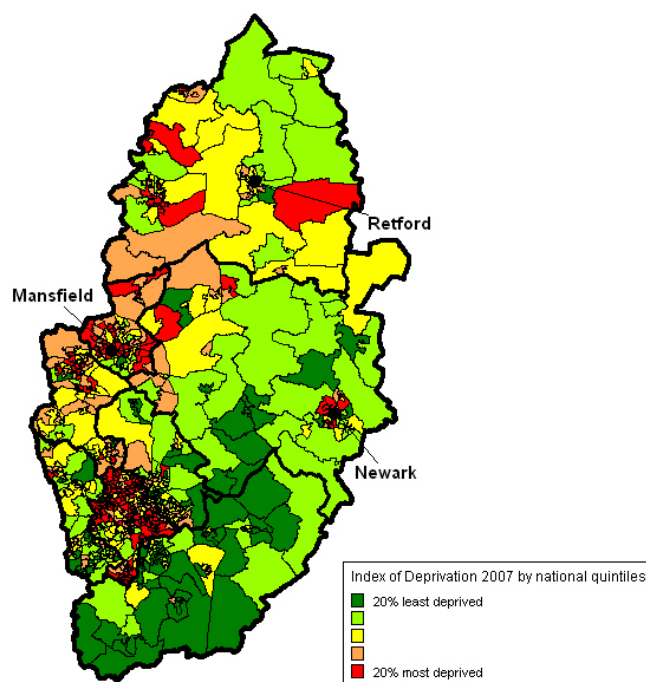 Retford
Mansfield
Newark
Index of Deprivation 2007 by national quintiles
20% least deprived
20% most deprived